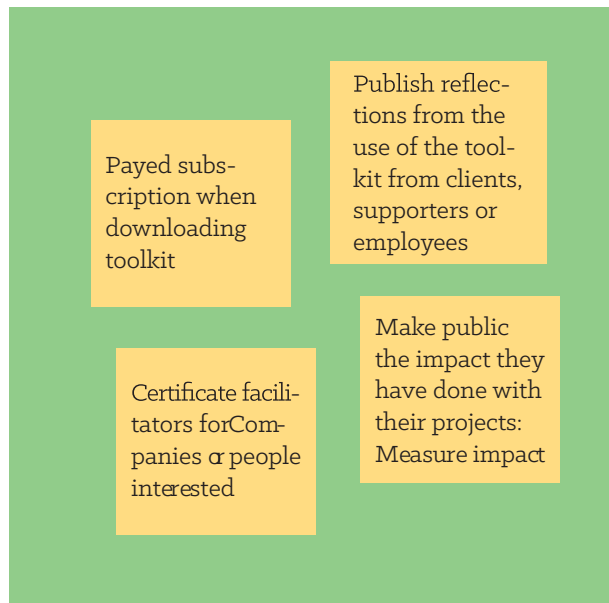 Payed subs-
cription when
downloading
toolkit
Publish reflec-
tions from the
use of the tool-
kit from clients,
supporters or
employees
Certificate facili-
tators forCom-
panies or people
interested
Make public
the impact they
have done with
their projects:
Measure impact